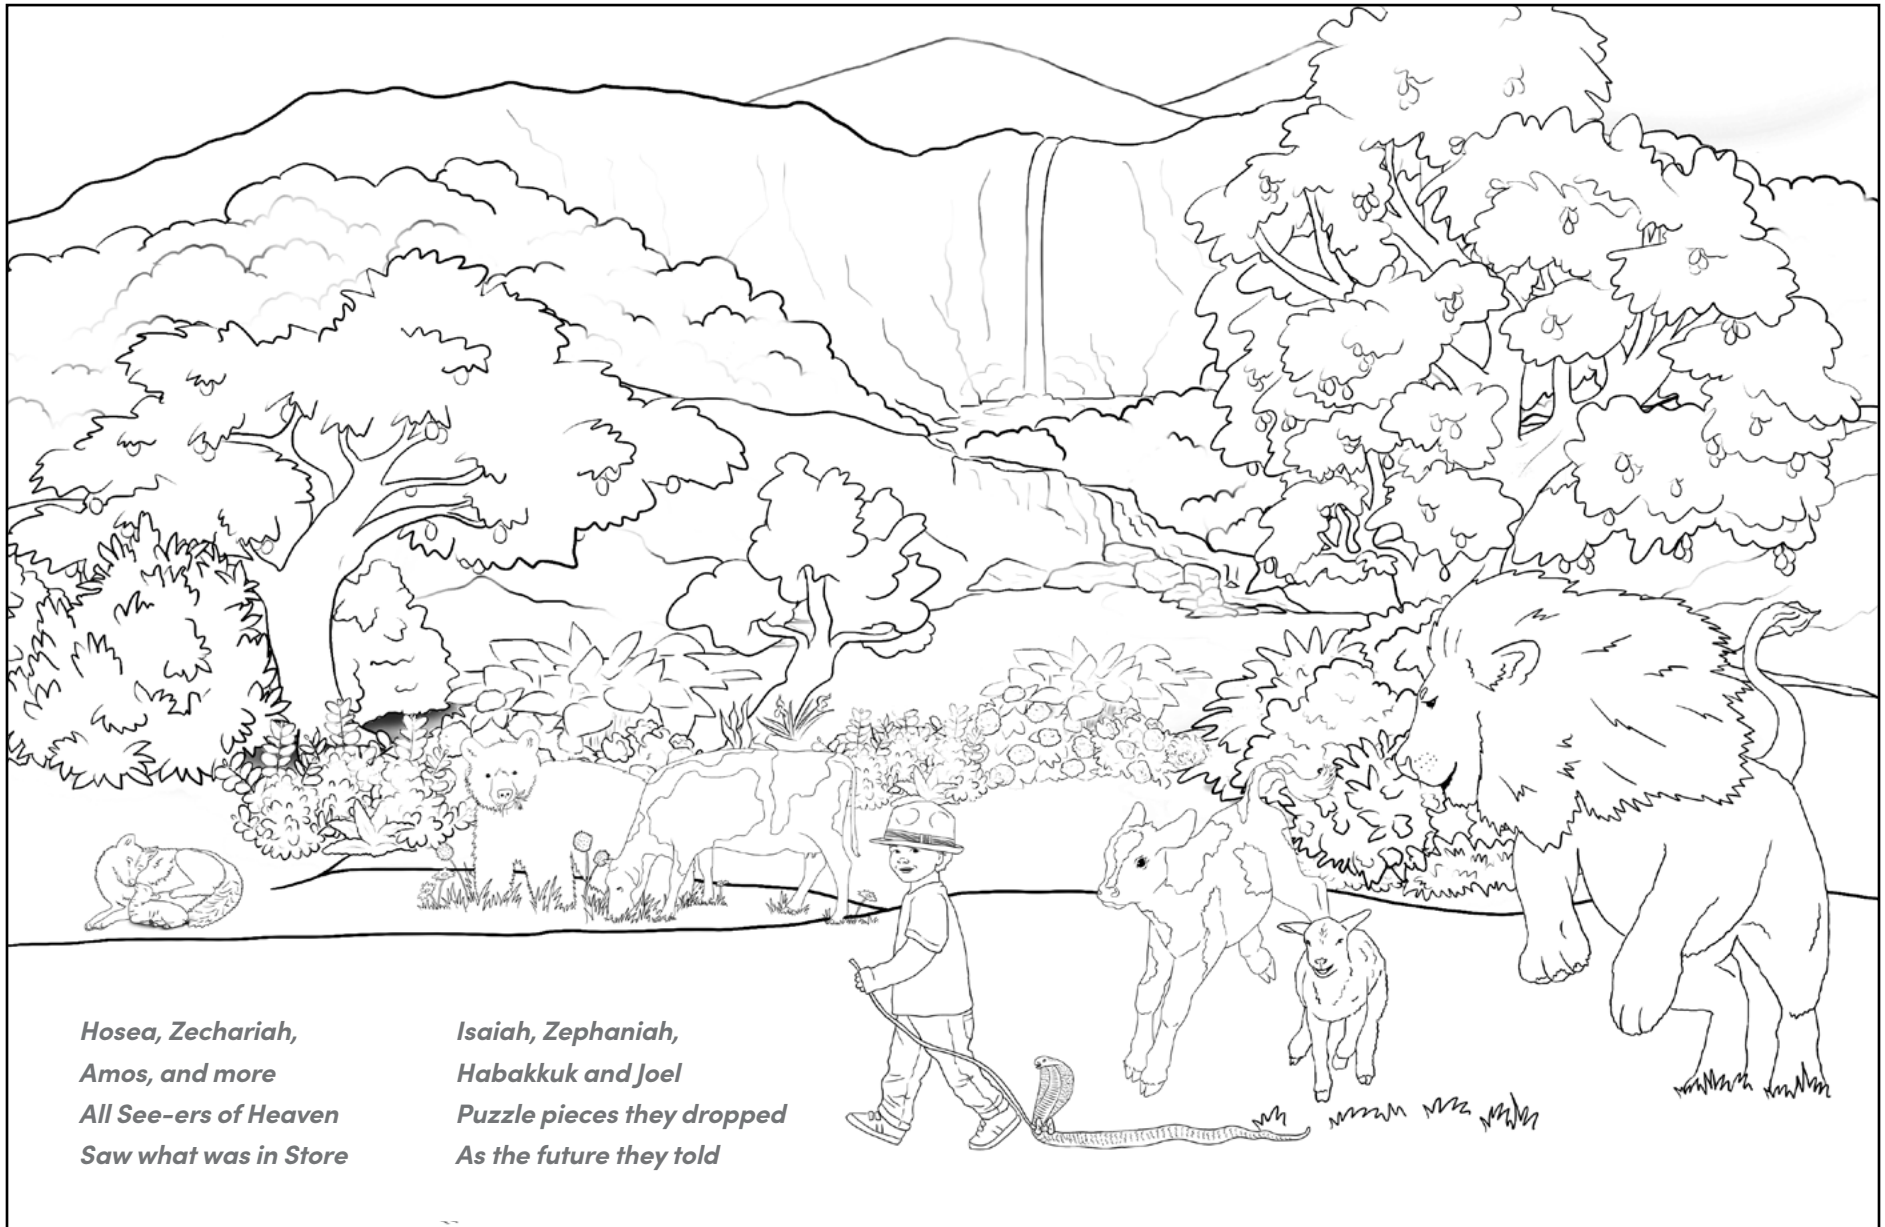 Hosea, Zechariah,
Amos, and more
All See-ers of Heaven
Saw what was in Store
Isaiah, Zephaniah,
Habakkuk and Joel
Puzzle pieces they dropped
As the future they told